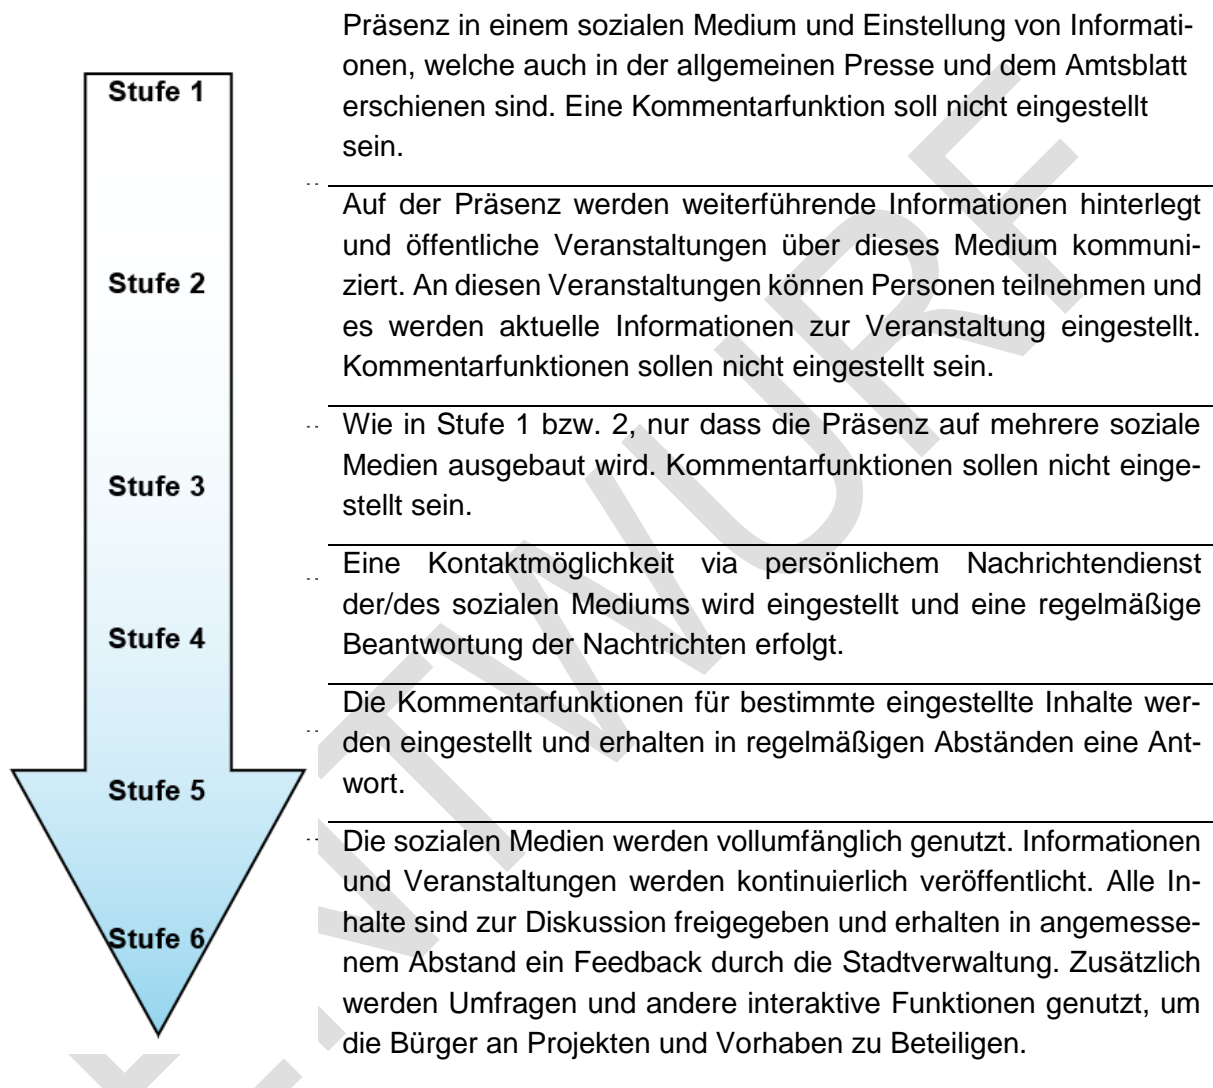 Stufe 1
Präsenz in einem sozialen Medium und Einstellung von Informati-
onen, welche auch in der allgemeinen Presse und dem Amtsblatt
erschienen sind. Eine Kommentarfunktion soll nicht eingestellt
sein.
Stufe 2
Auf der Präsenz werden weiterführende Informationen hinterlegt
und öffentliche Veranstaltungen über dieses Medium kommuni-
ziert. An diesen Veranstaltungen können Personen teilnehmen und
es werden aktuelle Informationen zur Veranstaltung eingestellt.
Kommentarfunktionen sollen nicht eingestellt sein.
Stufe 3
Wie in Stufe 1 bzw. 2, nur dass die Präsenz auf mehrere soziale
Medien ausgebaut wird. Kommentarfunktionen sollen nicht einge-
stellt sein.
Stufe 4
Eine Kontaktmöglichkeit via persönlichem Nachrichtendienst
der/des sozialen Mediums wird eingestellt und eine regelmäßige
Beantwortung der Nachtrichten erfolgt.
Stufe 5
Die Kommentarfunktionen für bestimmte eingestellte Inhalte wer-
den eingestellt und erhalten in regelmäßigen Abständen eine Ant-
wort.
Stufe 6
Die sozialen Medien werden vollumfänglich genutzt. Informationen
und Veranstaltungen werden kontinuierlich veröffentlicht. Alle In-
halte sind zur Diskussion freigegeben und erhalten in angemesse-
nem Abstand ein Feedback durch die Stadtverwaltung. Zusätzlich
werden Umfragen und andere interaktive Funktionen genutzt, um
die Bürger an Projekten und Vorhaben zu Beteiligen.
NTWURF